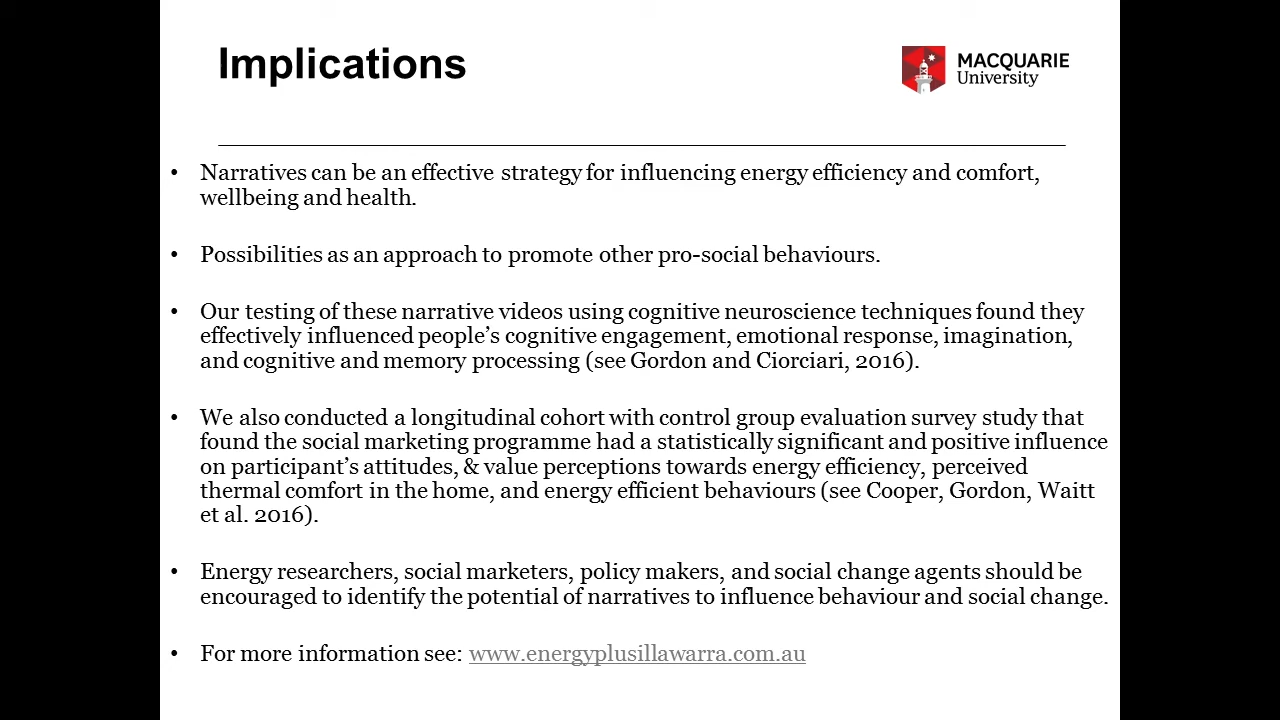 Implications
MACQUARIE
University
• Narratives can be an effective strategy for influencing energy efficiency and comfort,
wellbeing and health.
• Possibilities as an approach to promote other pro-social behaviours.
• Our testing of these narrative videos using cognitive neuroscience techniques found they
effectively influenced people’s cognitive engagement, emotional response, imagination,
and cognitive and memory processing (see Gordon and Ciorciari, 2016).
• We also conducted a longitudinal cohort with control group evaluation survey study that
found the social marketing programme had a statistically significant and positive influence
on participant’s attitudes, & value perceptions towards energy efficiency, perceived
thermal comfort in the home, and energy efficient behaviours (see Cooper, Gordon, Waitt
et al. 2016).
• Energy researchers, social marketers, policy makers, and social change agents should be
encouraged to identify the potential of narratives to influence behaviour and social change.
• For more information see: www.energyplusillawarra.com.au